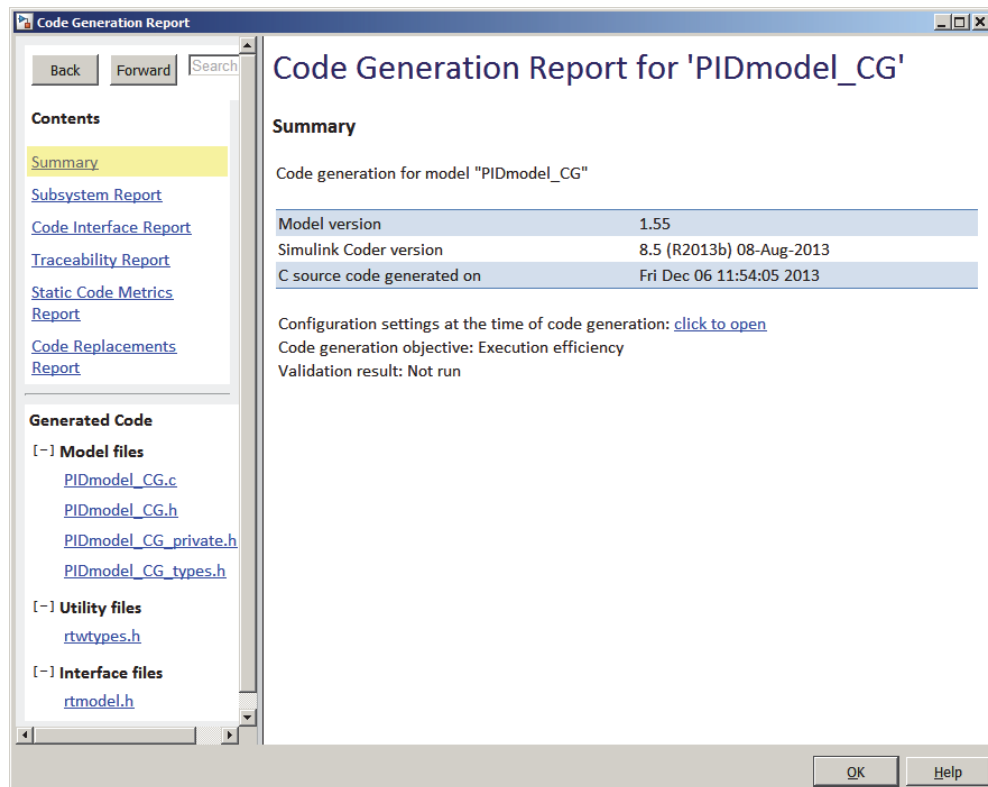 Code Generation Report
Back
Forward
Search
Contents
Summary
Subsystem Report
Code Interface Report
Traceability Report
Static Code Metrics
Report
Code Replacements
Report
Generated Code
[-] Model files
PIDmodel_CG.c
PIDmodel_CG.h
PIDmodel_CG_private.h
PIDmodel_CG_types.h
[-] Utility files
rtwtypes.h
[-] Interface files
rtmodel.h
Code Generation Report for 'PIDmodel_CG'
Summary
Code generation for model "PIDmodel_CG"
Model version 1.55
Simulink Coder version 8.5 (R2013b) 08-Aug-2013
C source code generated on Fri Dec 06 11:54:05 2013
Configuration settings at the time of code generation: click to open
Code generation objective: Execution efficiency
Validation result: Not run
OK
Help